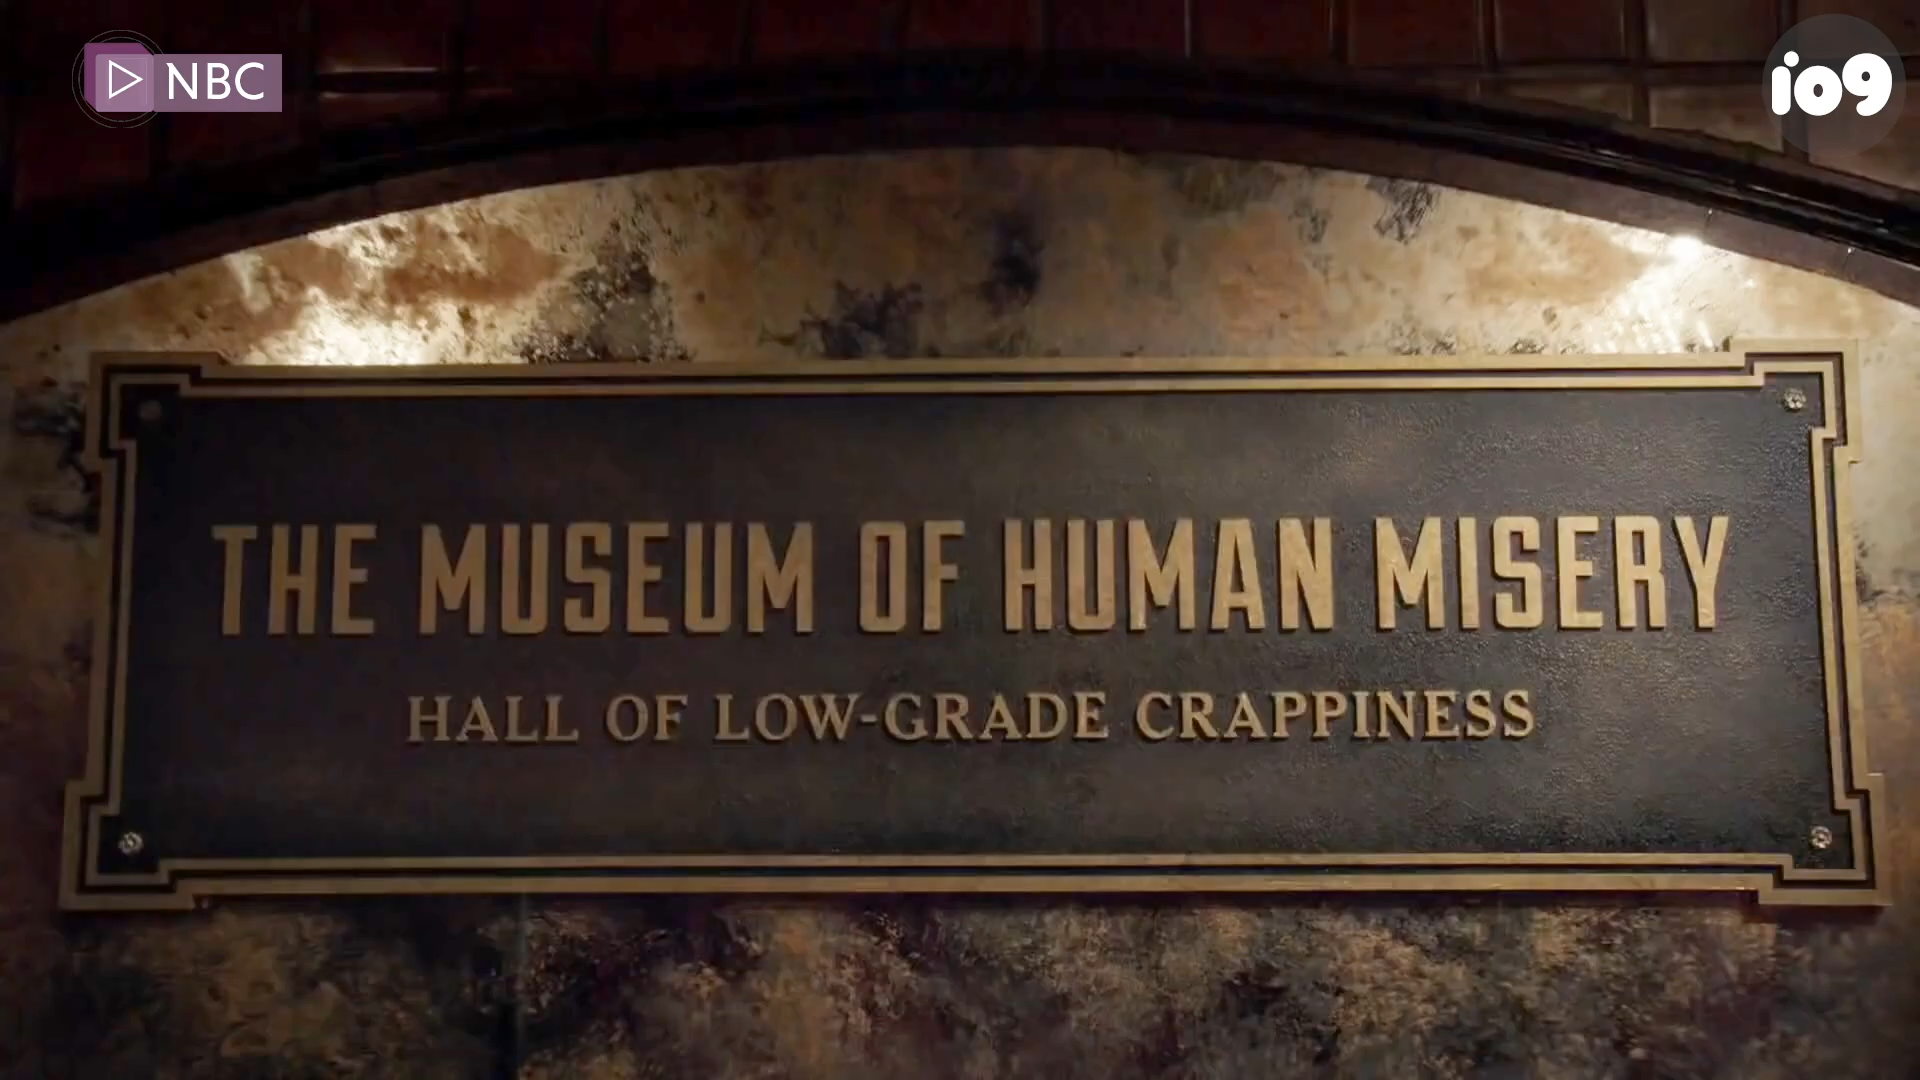 NBC
io9
THE MUSEUM OF HUMAN MISERY
HALL OF LOW-GRADE CRAPPINESS